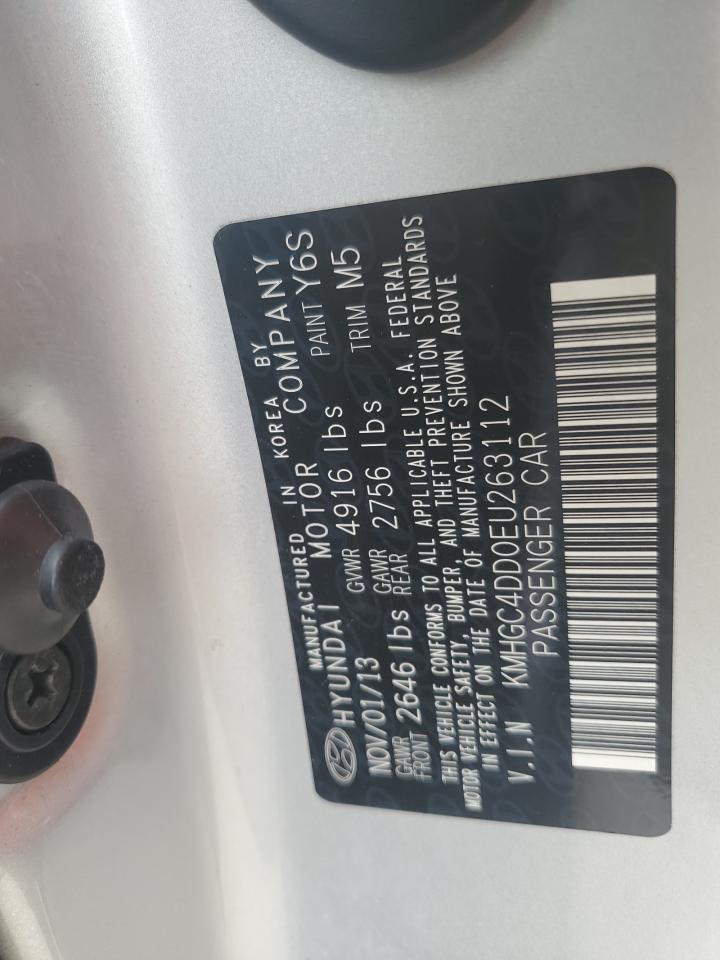 MANUFACTURED IN KOREA BY
HYUNDAI MOTOR COMPANY
NOV/01/13 GVWR 4916 lbs PAINT Y6S
GAWR FRONT 2646 lbs GAWR REAR 2756 lbs TRIM M5
THIS VEHICLE CONFORMS TO ALL APPLICABLE U.S.A. FEDERAL
MOTOR VEHICLE SAFETY, BUMPER, AND THEFT PREVENTION STANDARDS
IN EFFECT ON THE DATE OF MANUFACTURE SHOWN ABOVE
V.I.N KMHGC4DD0EU263112
PASSENGER CAR